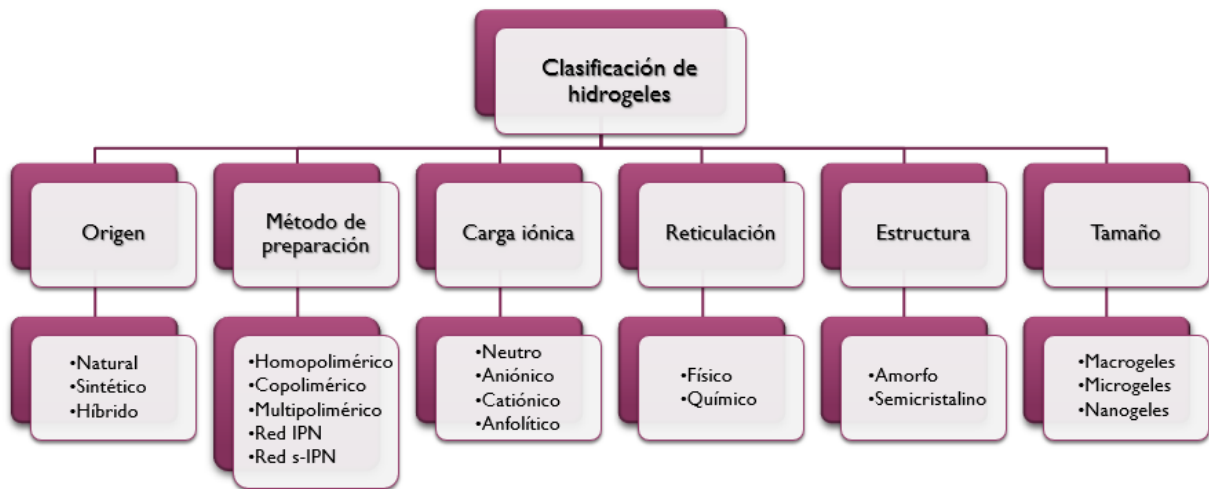 Clasificación de
hidrogeles
Origen
Método de
preparación
Carga iónica
Reticulación
Estructura
Tamaño
•Natural
•Sintético
•Híbrido
•Homopolimérico
•Copolimérico
•Multipolimérico
•Red IPN
•Red s-IPN
•Neutro
•Aniónico
•Catiónico
•Anfolítico
•Físico
•Químico
•Amorfo
•Semicristalino
•Macrogeles
•Microgeles
•Nanogeles